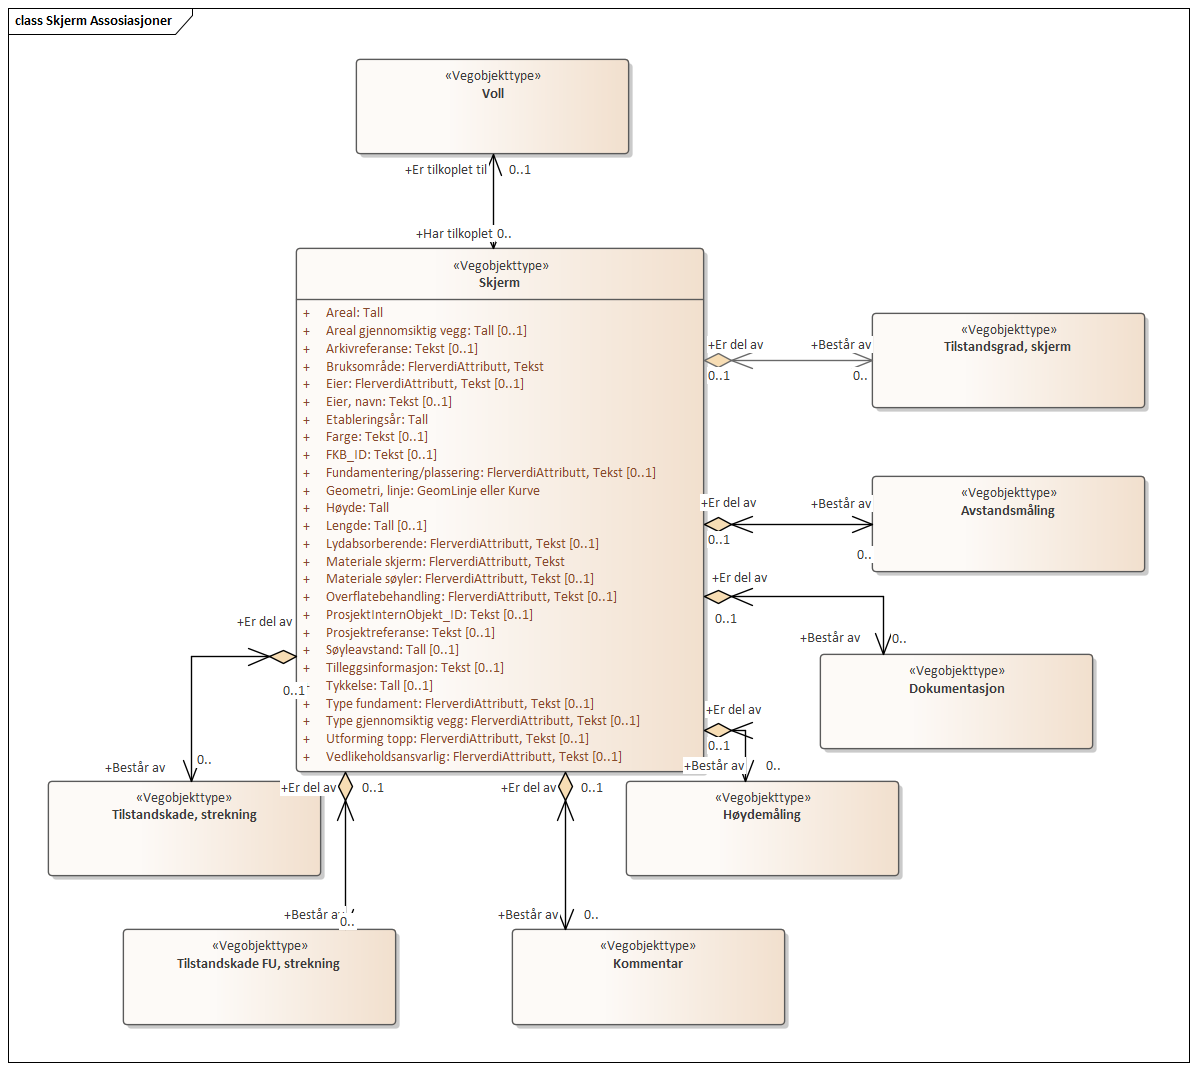 class Skjerm Assosiasjoner
«Vegobjekttype»
Voll
+Er tilkoplet til
0..1
+Har tilkoplet 0..
«Vegobjekttype»
Skjerm
+ Areal: Tall
+ Areal gjennomsiktig vegg: Tall [0..1]
+ Arkivreferanse: Tekst [0..1]
+ Bruksområde: FlerverdiAttributt, Tekst
+ Eier: FlerverdiAttributt, Tekst [0..1]
+ Eier, navn: Tekst [0..1]
+ Etableringsår: Tall
+ Farge: Tekst [0..1]
+ FKB_ID: Tekst [0..1]
+ Fundamentering/plassering: FlerverdiAttributt, Tekst [0..1]
+ Geometri, linje: GeomLinje eller Kurve
+ Høyde: Tall
+ Lengde: Tall [0..1]
+ Lydabsorberende: FlerverdiAttributt, Tekst [0..1]
+ Materiale skjerm: FlerverdiAttributt, Tekst
+ Materiale søyler: FlerverdiAttributt, Tekst [0..1]
+ Overflatebehandling: FlerverdiAttributt, Tekst [0..1]
+ ProsjektInternObjekt_ID: Tekst [0..1]
+ Prosjektreferanse: Tekst [0..1]
+ Søyleavstand: Tall [0..1]
+ Tilleggsinformasjon: Tekst [0..1]
Tykkelse: Tall [0..1]
+ Type fundament: FlerverdiAttributt, Tekst [0..1]
+ Type gjennomsiktig vegg: FlerverdiAttributt, Tekst [0..1]
+ Utforming topp: FlerverdiAttributt, Tekst [0..1]
+ Vedlikeholdsansvarlig: FlerverdiAttributt, Tekst [0..1]
+Er del av
0..1
+Består av
0..
«Vegobjekttype»
Tilstandsgrad, skjerm
+Er del av
0..1
+Består av
0..
«Vegobjekttype»
Avstandsmåling
+Er del av
0..1
+Består av
0..
«Vegobjekttype»
Dokumentasjon
+Er del av
0..1
+Består av
0..
«Vegobjekttype»
Høydemåling
+Er del av
0..1
+Består av
0..
«Vegobjekttype»
Tilstandskade, strekning
+Er del av
0..1
+Består av
0..
«Vegobjekttype»
Tilstandskade FU, strekning
+Er del av
0..1
+Består av
0..
«Vegobjekttype»
Kommentar